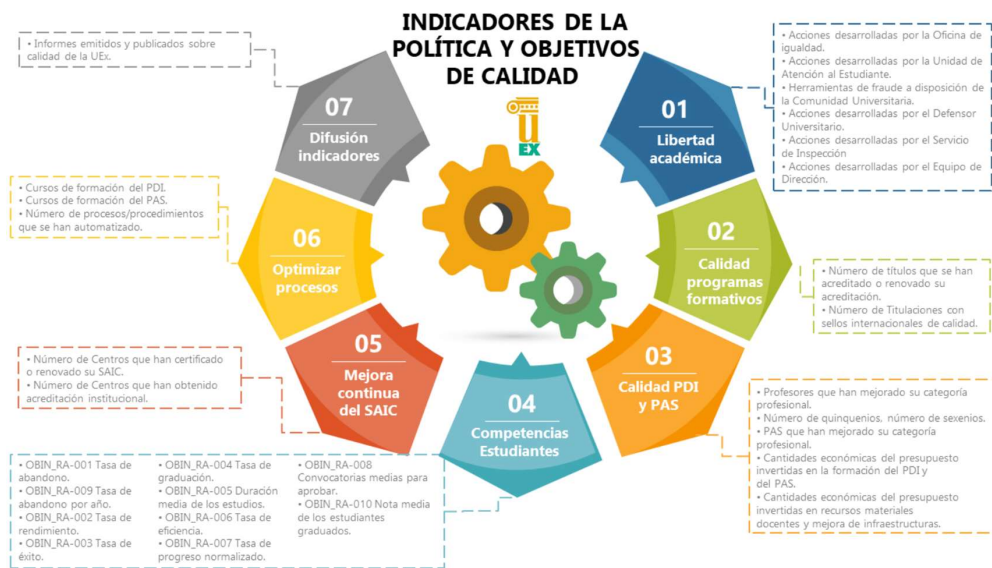 INDICADORES DE LA
POLÍTICA Y OBJETIVOS
DE CALIDAD
u
EX
01
Libertad
académica
• Acciones desarrolladas por la Oficina de
igualdad.
• Acciones desarrolladas por la Unidad de
Atención al Estudiante.
• Herramientas de fraude a disposición de
la Comunidad Universitaria.
• Acciones desarrolladas por el Defensor
Universitario.
• Acciones desarrolladas por el Servicio
de Inspección
• Acciones desarrolladas por el Equipo de
Dirección.
02
Calidad
programas
formativos
• Número de títulos que se han
acreditado o renovado su
acreditación.
• Número de Titulaciones con
sellos internacionales de calidad.
03
Calidad PDI
y PAS
• Profesores que han mejorado su categoría
profesional.
• Número de quinquenios, número de sexenios.
• PAS que han mejorado su categoría
profesional.
• Cantidades económicas del presupuesto
invertidas en la formación del PDI y
del PAS.
• Cantidades económicas del presupuesto
invertidas en recursos materiales
docentes y mejora de infraestructuras.
04
Competencias
Estudiantes
• OBIN_RA-001 Tasa de
abandono.
• OBIN_RA-009 Tasa de
abandono por año.
• OBIN_RA-002 Tasa de
rendimiento.
• OBIN_RA-003 Tasa de
éxito.
• OBIN_RA-004 Tasa de
graduación.
• OBIN_RA-005 Duración
media de los estudios.
• OBIN_RA-006 Tasa de
eficiencia.
• OBIN_RA-007 Tasa de
progreso normalizado.
• OBIN_RA-008
Convocatorias medias para
aprobar.
• OBIN_RA-010 Nota media
de los estudiantes
graduados.
05
Mejora
continua
del SAIC
• Número de Centros que han certificado
o renovado su SAIC.
• Número de Centros que han obtenido
acreditación institucional.
06
Optimizar
procesos
• Cursos de formación del PDI.
• Cursos de formación del PAS.
• Número de procesos/procedimientos
que se han automatizado.
07
Difusión
indicadores
• Informes emitidos y publicados sobre
calidad de la UEx.